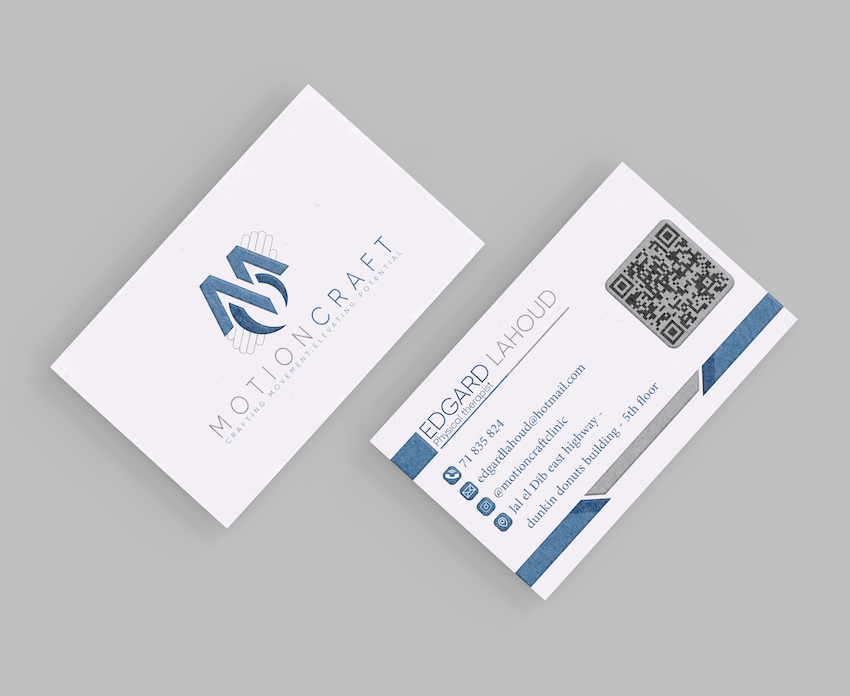 MOTIONCRAFT
CRAFTING MOVEMENT.ELEVATING POTENTIAL
EDGARD LAHOUD
Physical therapist
71 835 824
edgardlahoud@hotmail.com
@motioncraftclinic
Jal el Dib east highway -
dunkin donuts building - 5th floor